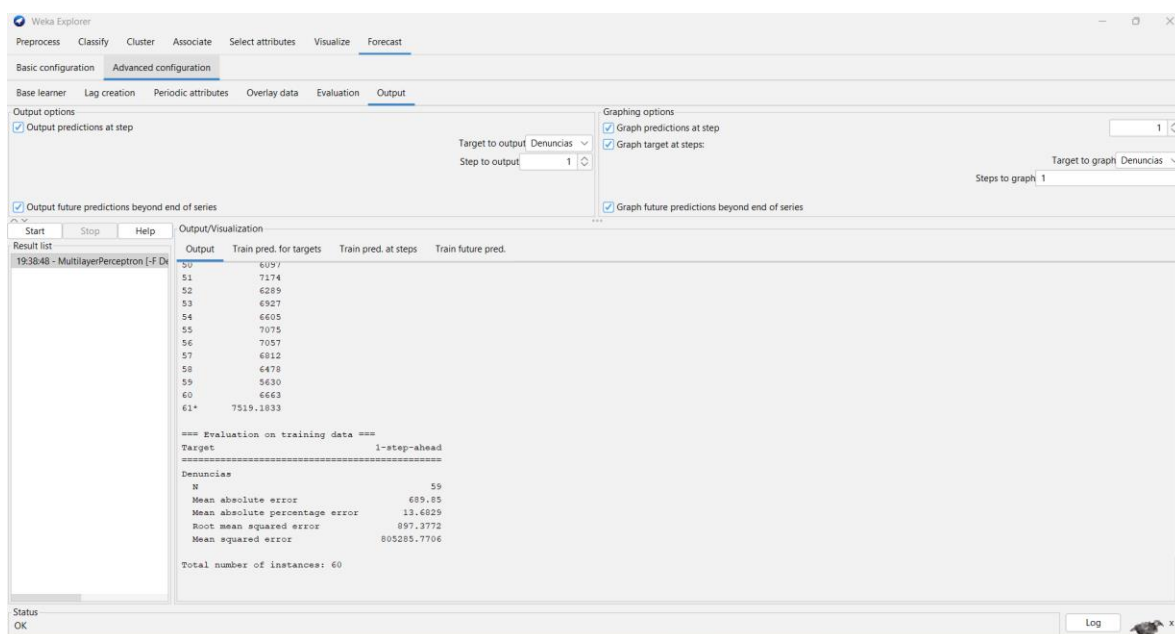 Weka Explorer
Preprocess Classify Cluster Associate Select attributes Visualize Forecast
Basic configuration Advanced configuration
Base learner Lag creation Periodic attributes Overlay data Evaluation Output
Output options
Output predictions at step
Target to output Denuncias
Step to output 1
Output future predictions beyond end of series
Graphing options
Graph predictions at step 1
Graph target at steps:
Target to graph Denuncias
Steps to graph 1
Graph future predictions beyond end of series
Start Stop Help
Result list
19:38:48 - MultilayerPerceptron [-F De
Output/Visualization
Output Train pred. for targets Train pred. at steps Train future pred.
50 6097
51 7174
52 6289
53 6927
54 6605
55 7075
56 7057
57 6812
58 6478
59 5630
60 6663
61* 7519.1833
=== Evaluation on training data ===
Target 1-step-ahead
==============================================
Denuncias
N 59
Mean absolute error 689.85
Mean absolute percentage error 13.6829
Root mean squared error 897.3772
Mean squared error 805285.7706
Total number of instances: 60
Status
OK
Log